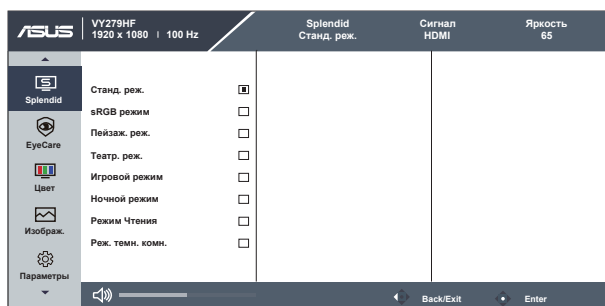 ASUS
VY279HF
1920 x 1080 | 100 Hz
Splendid
Станд. реж.
Сигнал
HDMI
Яркость
65
Splendid
EyeCare
Цвет
Изображ.
Параметры
Станд. реж.
sRGB режим
Пейзаж. реж.
Театр. реж.
Игровой режим
Ночной режим
Режим Чтения
Реж. темн. комн.
Back/Exit
Enter